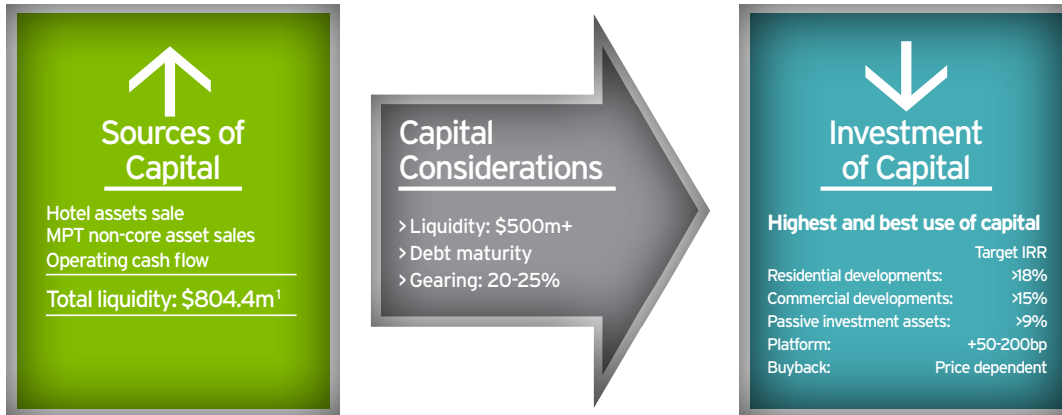 Sources of
Capital
Hotel assets sale
MPT non-core asset sales
Operating cash flow
Total liquidity: $804.4m¹
Capital
Considerations
> Liquidity: $500m+
> Debt maturity
> Gearing: 20-25%
Investment
of Capital
Highest and best use of capital
Target IRR
Residential developments: >18%
Commercial developments: >15%
Passive investment assets: >9%
Platform: +50-200bp
Buyback: Price dependent